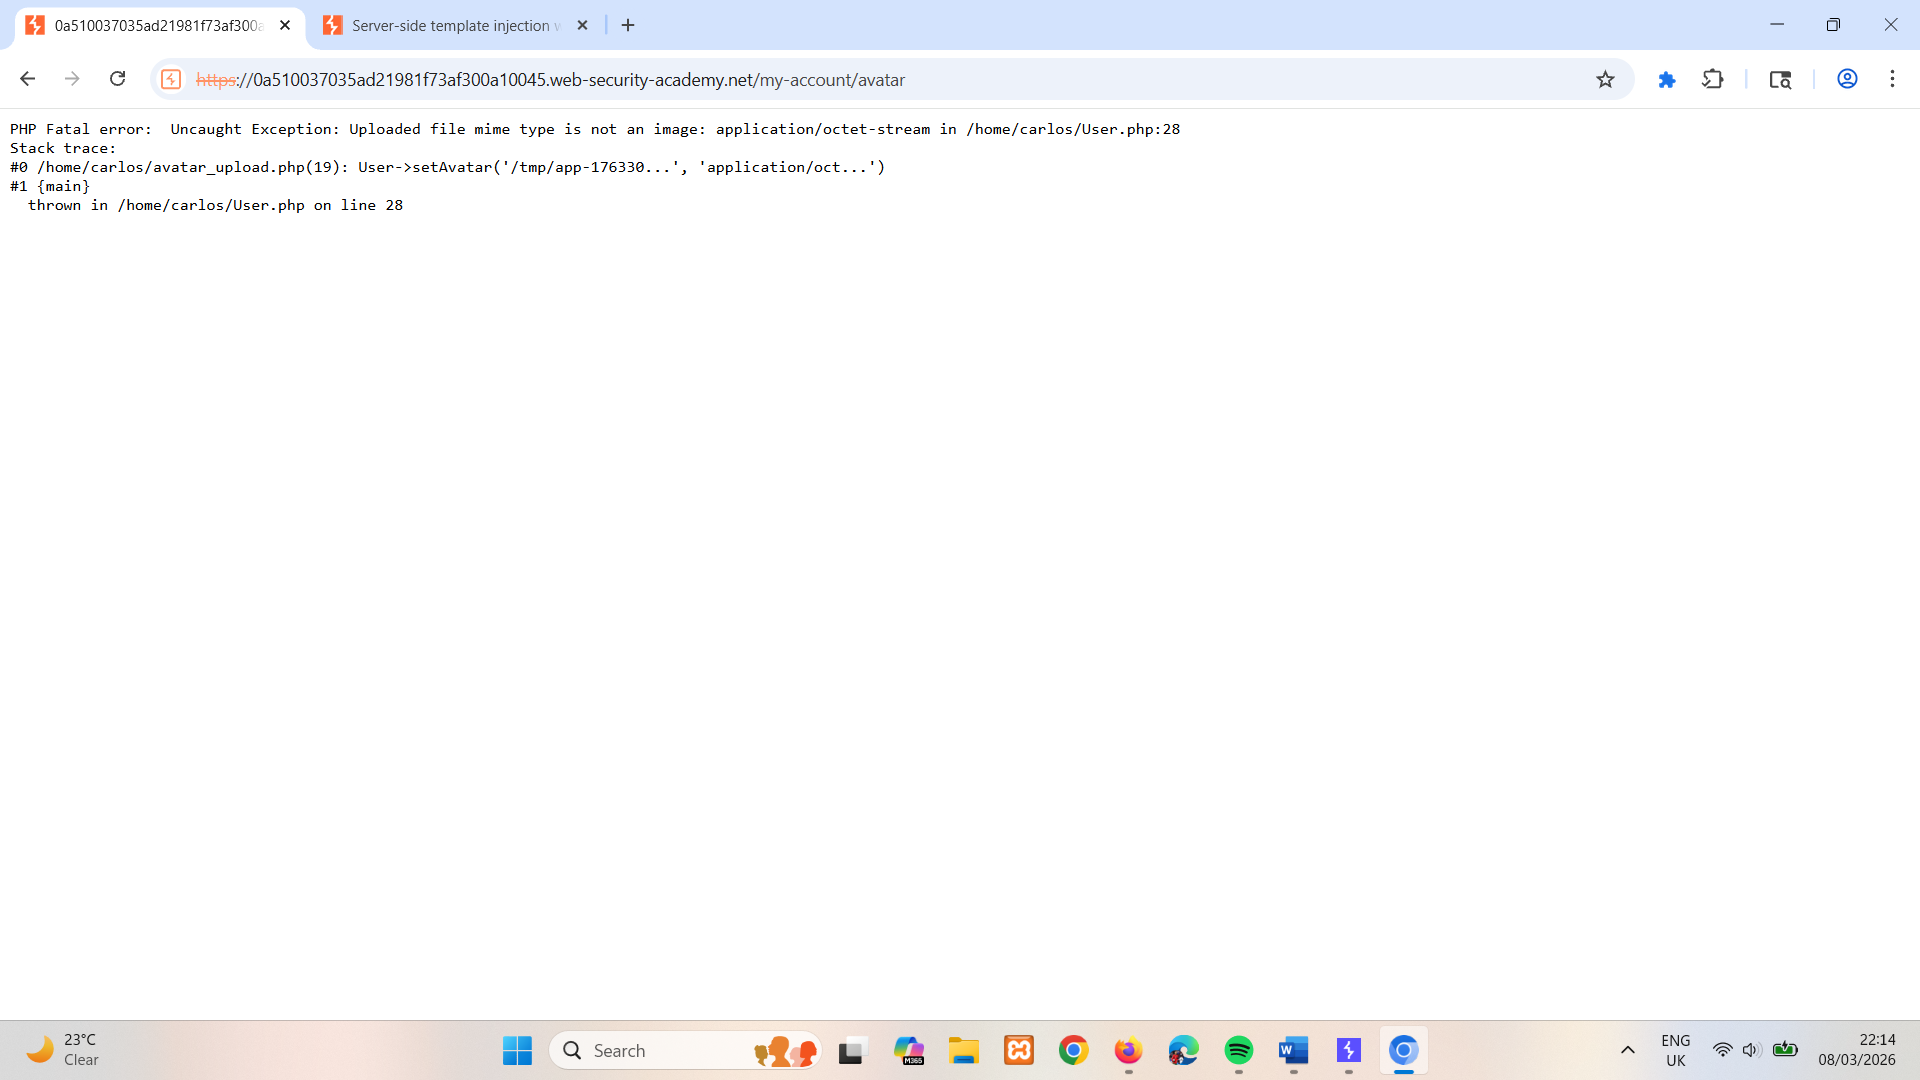 0a510037035ad21981f73af300a
Server-side template injection w
https://0a510037035ad21981f73af300a10045.web-security-academy.net/my-account/avatar
PHP Fatal error:  Uncaught Exception: Uploaded file mime type is not an image: application/octet-stream in /home/carlos/User.php:28
Stack trace:
#0 /home/carlos/avatar_upload.php(19): User->setAvatar('/tmp/app-176330...', 'application/oct...')
#1 {main}
  thrown in /home/carlos/User.php on line 28
23°C
Clear
Search
M365
W
ENG
UK
22:14
08/03/2026